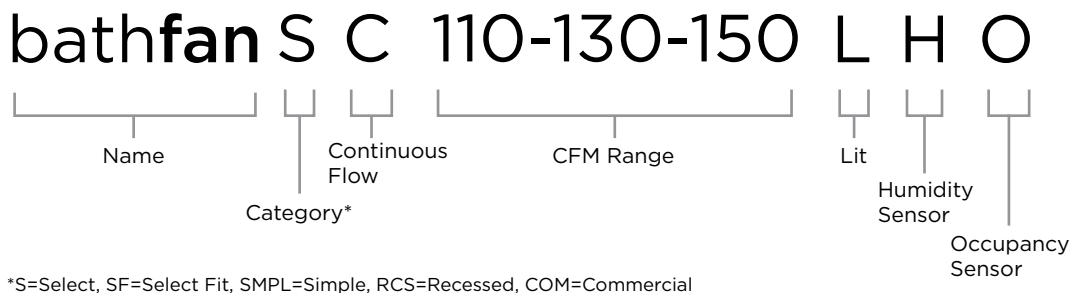 bathfan S C 110-130-150 L H O
Name
Continuous
Flow
CFM Range
Lit
Category*
Humidity
Sensor
Occupancy
Sensor
*S=Select, SF=Select Fit, SMPL=Simple, RCS=Recessed, COM=Commercial